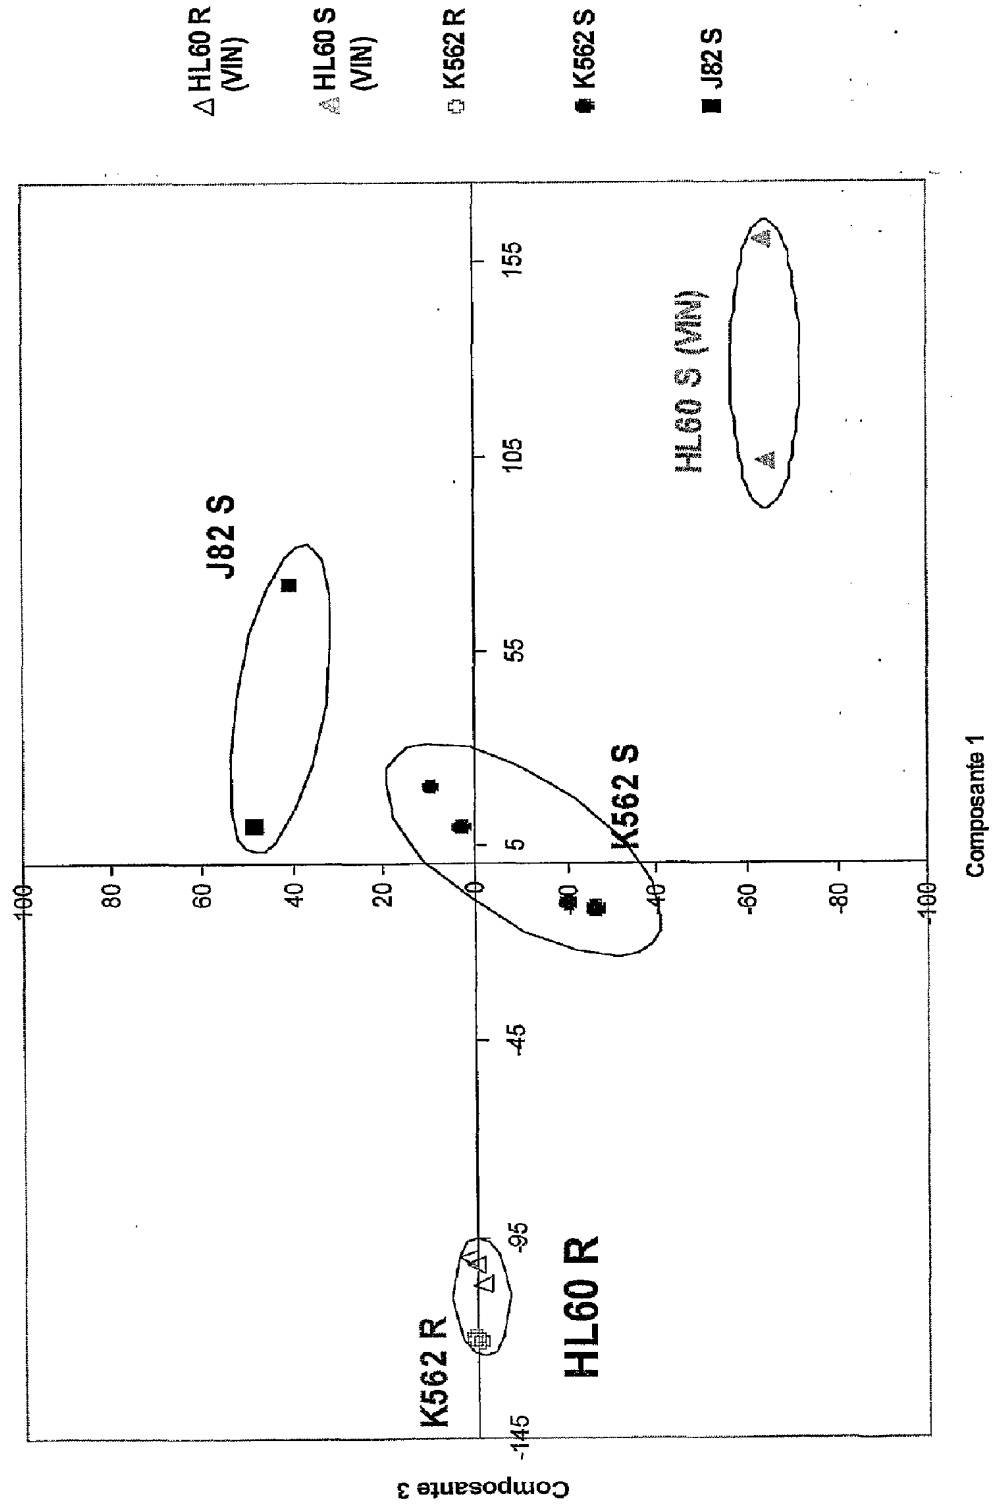 Composante 3
100
80
60
40
20
0
-20
-40
-60
-80
-100
-145
-95
-45
5
55
105
155
Composante 1
K562 R
HL60 R
K562 S
J82 S
HL60 S (VIN)
HL60 R
(VIN)
HL60 S
(VIN)
K562 R
K562 S
J82 S